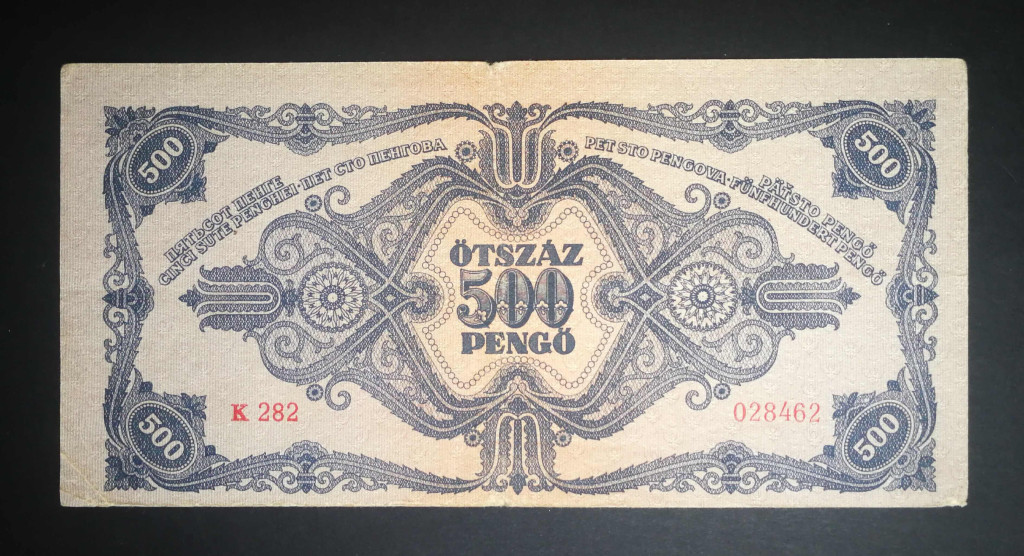 500
500
ПЯТЬСОТ ПЕНГЕ
CINCI SUTE PENGHEI · ПЕТ СТО ПЕНГОВА
PET STO PENGOVA · FÜNFHUNDERT PENGŐ
PÄŤSTO PENGŐ
ÖTSZÁZ
500
PENGŐ
K 282
028462
500
500